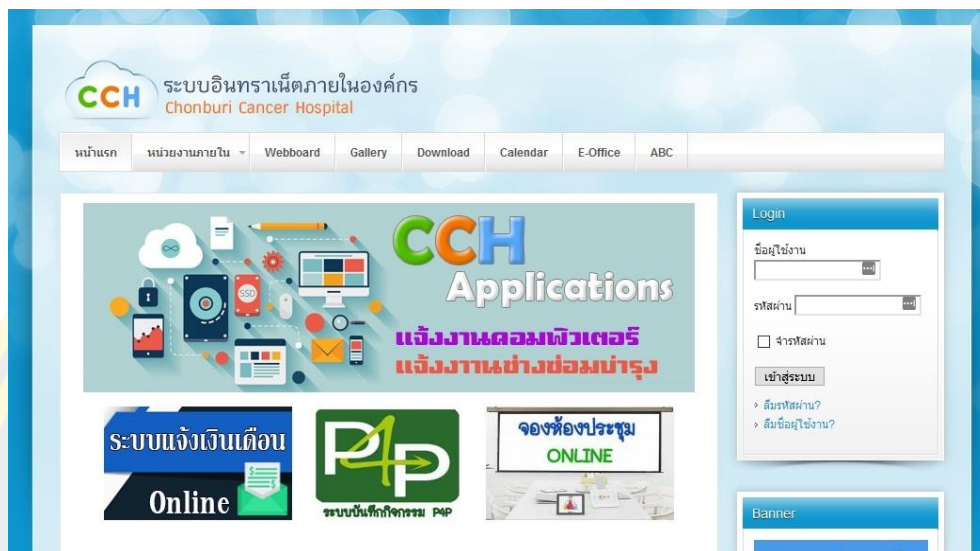 CCH
ระบบอินทราเน็ตภายในองค์กร
Chonburi Cancer Hospital
หน้าแรก หน่วยงานภายใน Webboard Gallery Download Calendar E-Office ABC
CCH
Applications
แจ้งงานคอมพิวเตอร์
แจ้งงาานช่างซ่อมบำรุง
SSD
ระบบแจ้งเงินเดือน
Online
P4P
ระบบบันทึกกิจกรรม P4P
จองห้องประชุม
ONLINE
Login
ชื่อผู้ใช้งาน
รหัสผ่าน
จำรหัสผ่าน
เข้าสู่ระบบ
ลืมรหัสผ่าน?
ลืมชื่อผู้ใช้งาน?
Banner